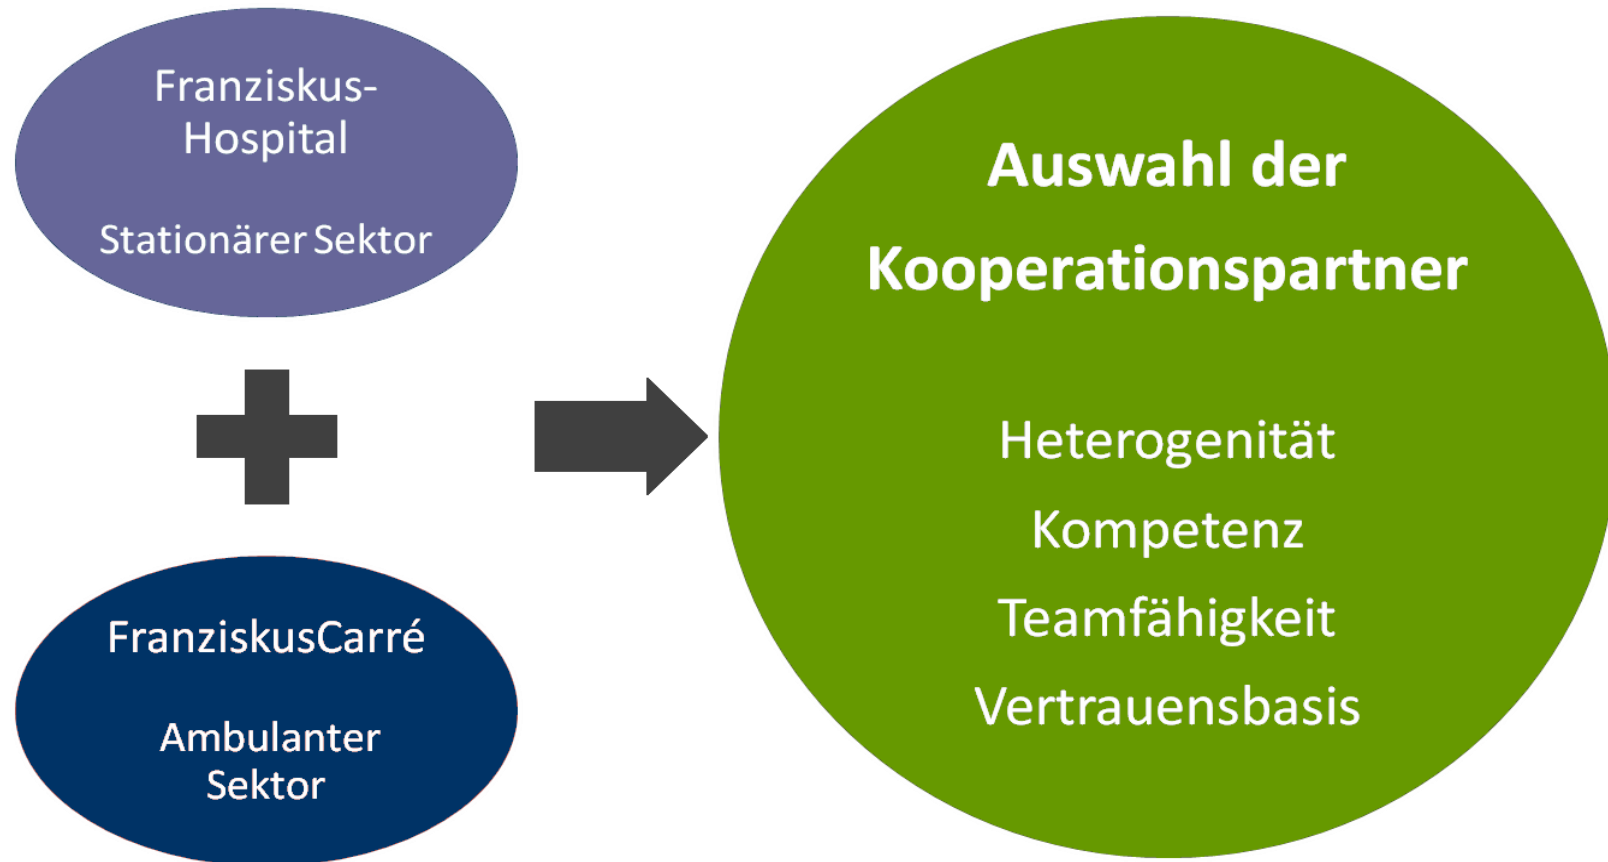 Franziskus-
Hospital
Stationärer Sektor
FranziskusCarré
Ambulanter
Sektor
Auswahl der
Kooperationspartner
Heterogenität
Kompetenz
Teamfähigkeit
Vertrauensbasis